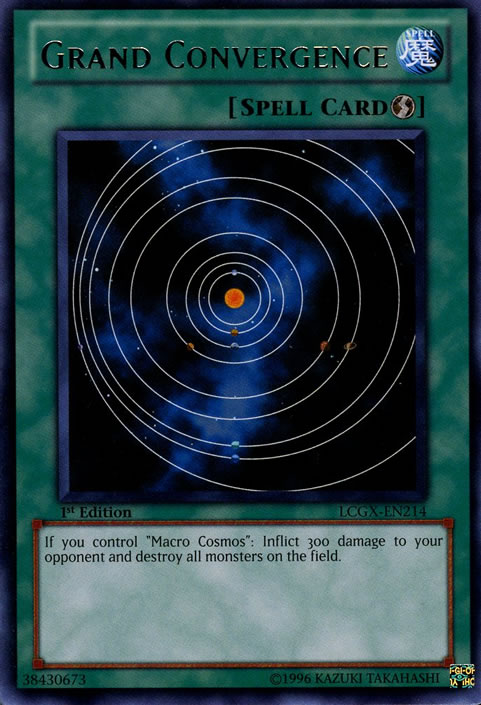 GRAND CONVERGENCE
SPELL
魔
[SPELL CARD]
1st Edition
LCGX-EN214
If you control "Macro Cosmos": Inflict 300 damage to your
opponent and destroy all monsters on the field.
38430673
©1996 KAZUKI TAKAHASHI